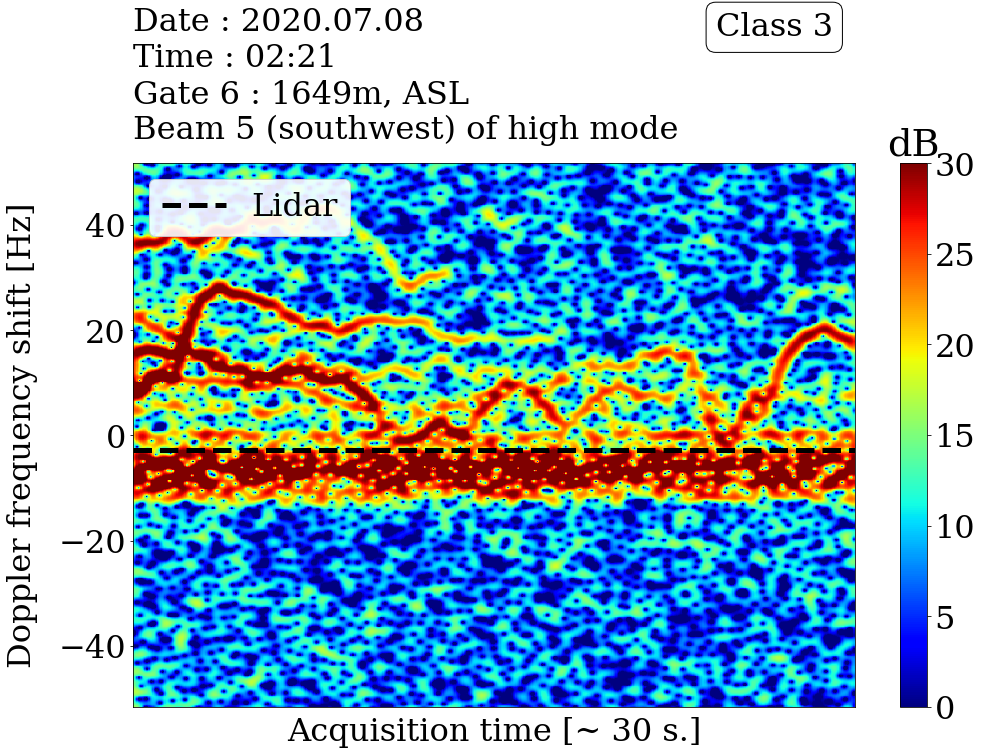 Date : 2020.07.08
Time : 02:21
Gate 6 : 1649m, ASL
Beam 5 (southwest) of high mode
Class 3
dB
Lidar
Doppler frequency shift [Hz]
40
20
0
−20
−40
30
25
20
15
10
5
0
Acquisition time [~ 30 s.]